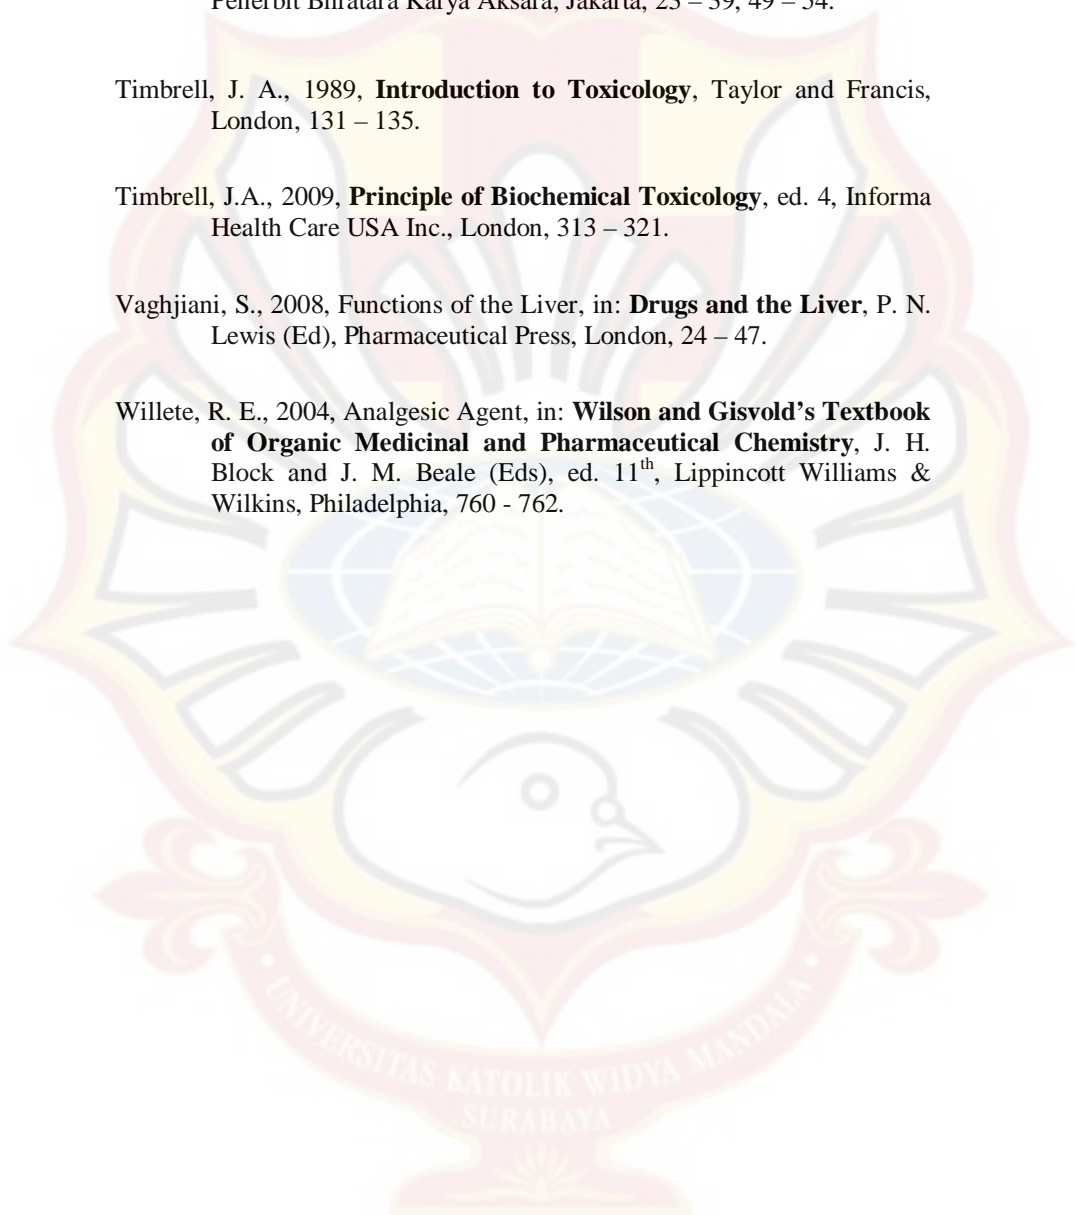 Penerbit Bhratara Karya Aksara, Jakarta, 25 – 39, 49 – 54.
Timbrell, J. A., 1989, Introduction to Toxicology, Taylor and Francis,
London, 131 – 135.
Timbrell, J.A., 2009, Principle of Biochemical Toxicology, ed. 4, Informa
Health Care USA Inc., London, 313 – 321.
Vaghjiani, S., 2008, Functions of the Liver, in: Drugs and the Liver, P. N.
Lewis (Ed), Pharmaceutical Press, London, 24 – 47.
Willete, R. E., 2004, Analgesic Agent, in: Wilson and Gisvold’s Textbook
of Organic Medicinal and Pharmaceutical Chemistry, J. H.
Block and J. M. Beale (Eds), ed. 11th, Lippincott Williams &
Wilkins, Philadelphia, 760 - 762.
UNIVERSITAS KATOLIK WIDYA MANDALA
SURABAYA